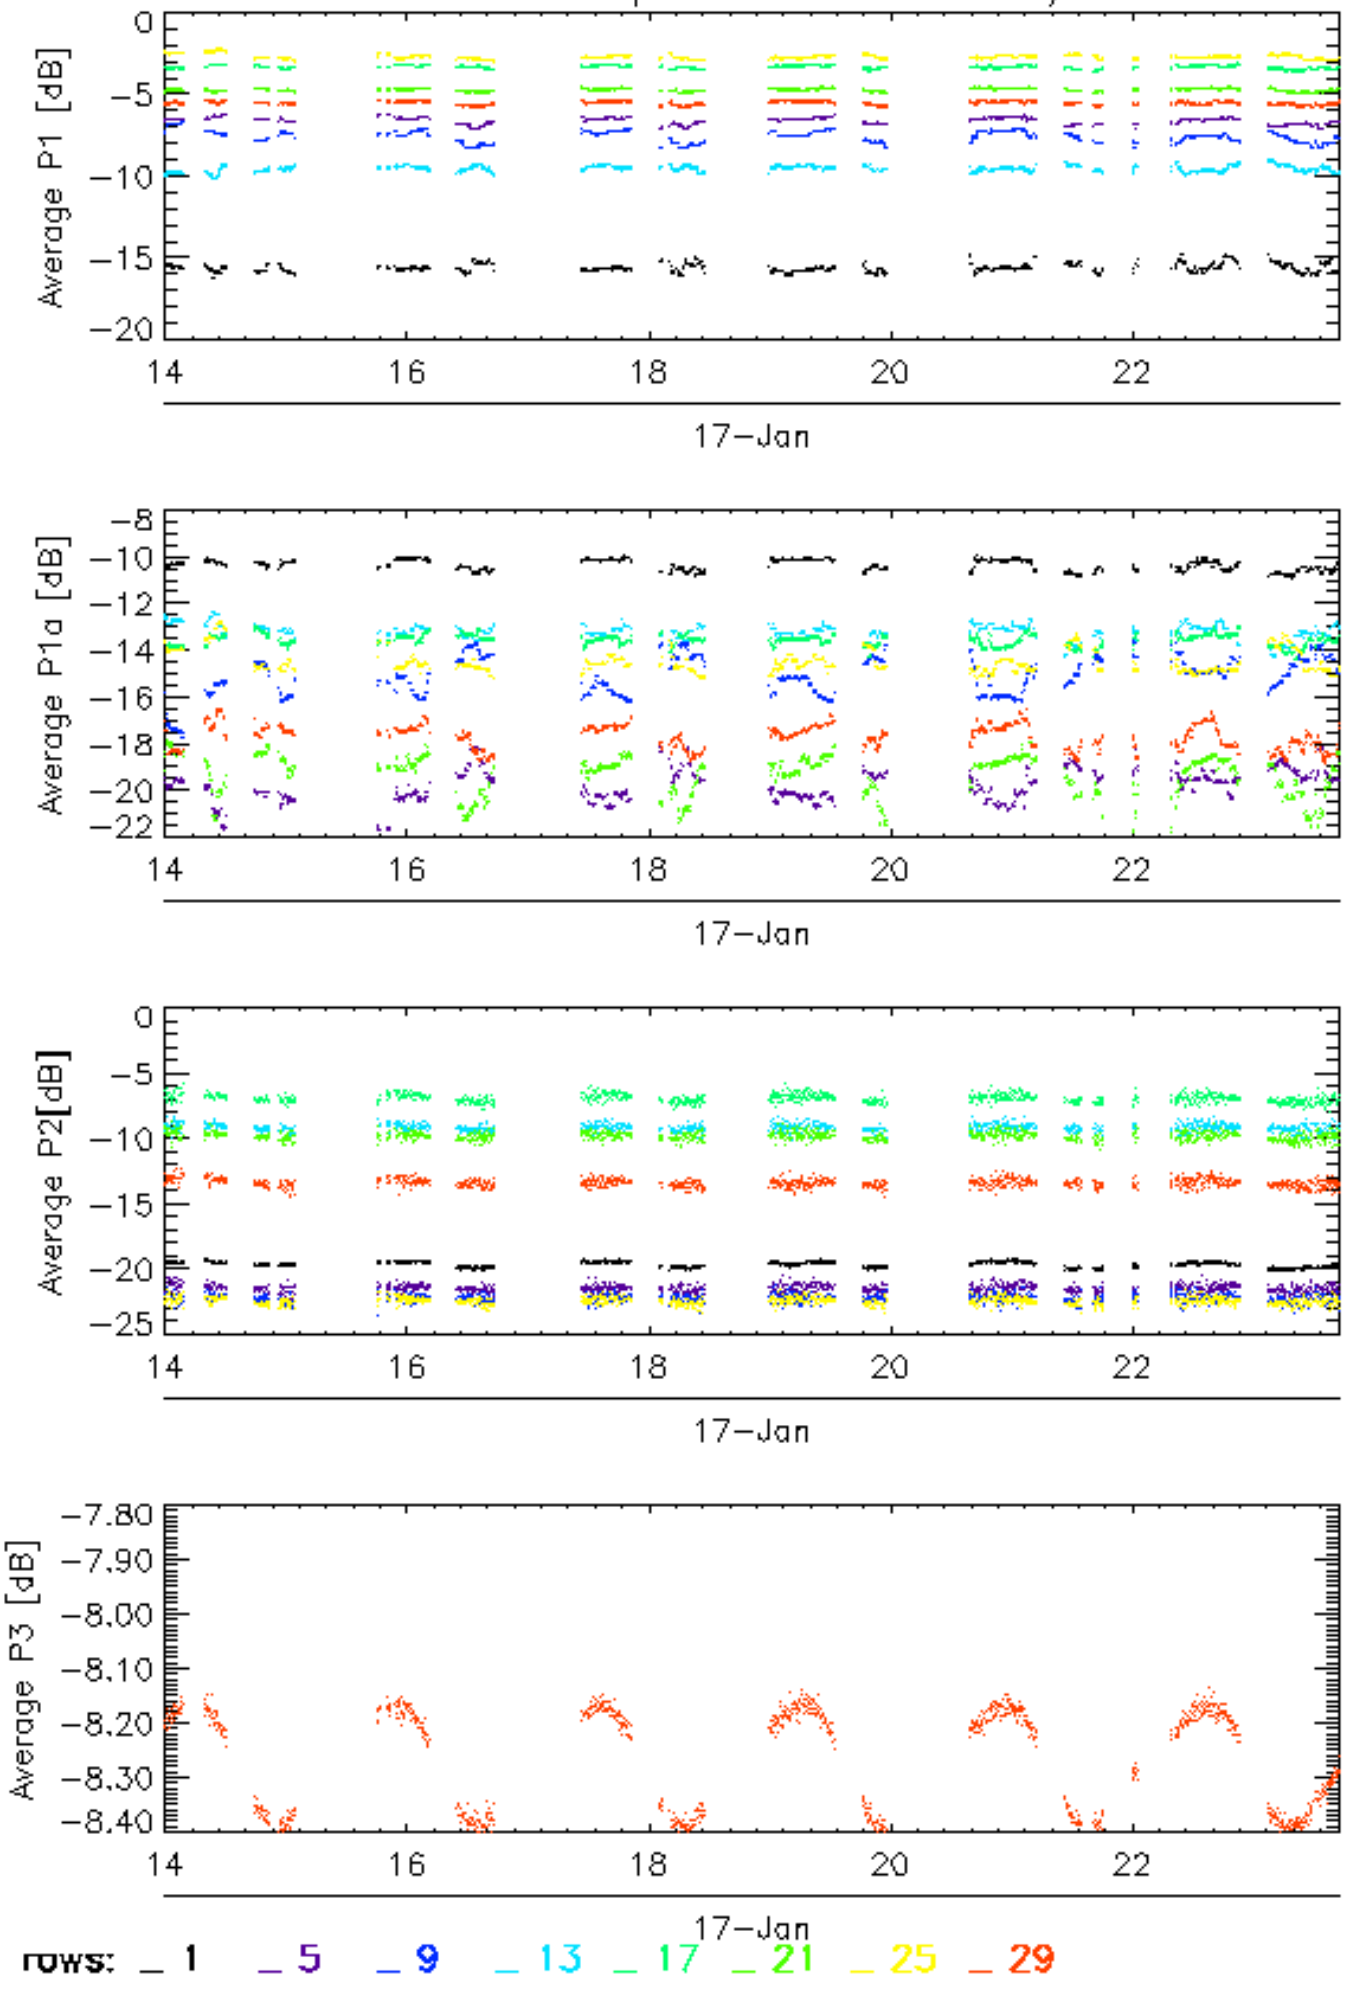 Average P1 [dB]
0
−5
−10
−15
−20
14 16 18 20 22
17−Jan
Average P1a [dB]
−8
−10
−12
−14
−16
−18
−20
−22
14 16 18 20 22
17−Jan
Average P2[dB]
0
−5
−10
−15
−20
−25
14 16 18 20 22
17−Jan
Average P3 [dB]
−7.80
−7.90
−8.00
−8.10
−8.20
−8.30
−8.40
14 16 18 20 22
17−Jan
rows: _ 1 _ 5 _ 9 _ 13 _ 17 _ 21 _ 25 _ 29